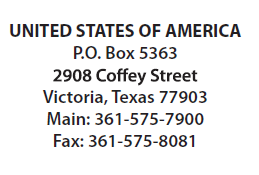 UNITED STATES OF AMERICA
P.O. Box 5363
2908 Coffey Street
Victoria, Texas 77903
Main: 361-575-7900
Fax: 361-575-8081